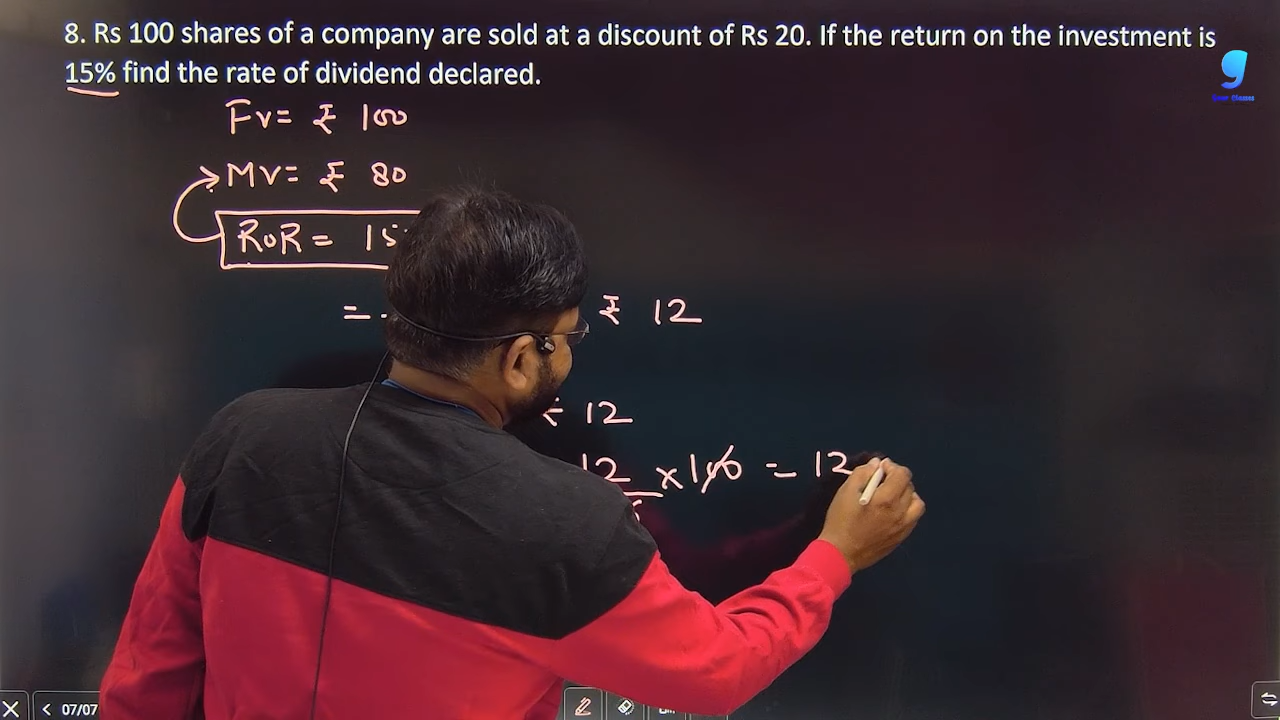 8. Rs 100 shares of a company are sold at a discount of Rs 20. If the return on the investment is
15% find the rate of dividend declared.
FV = ₹ 100
MV = ₹ 80
ROR = 15
= ₹ 12
₹ 12
12 × 100 = 12
07/07